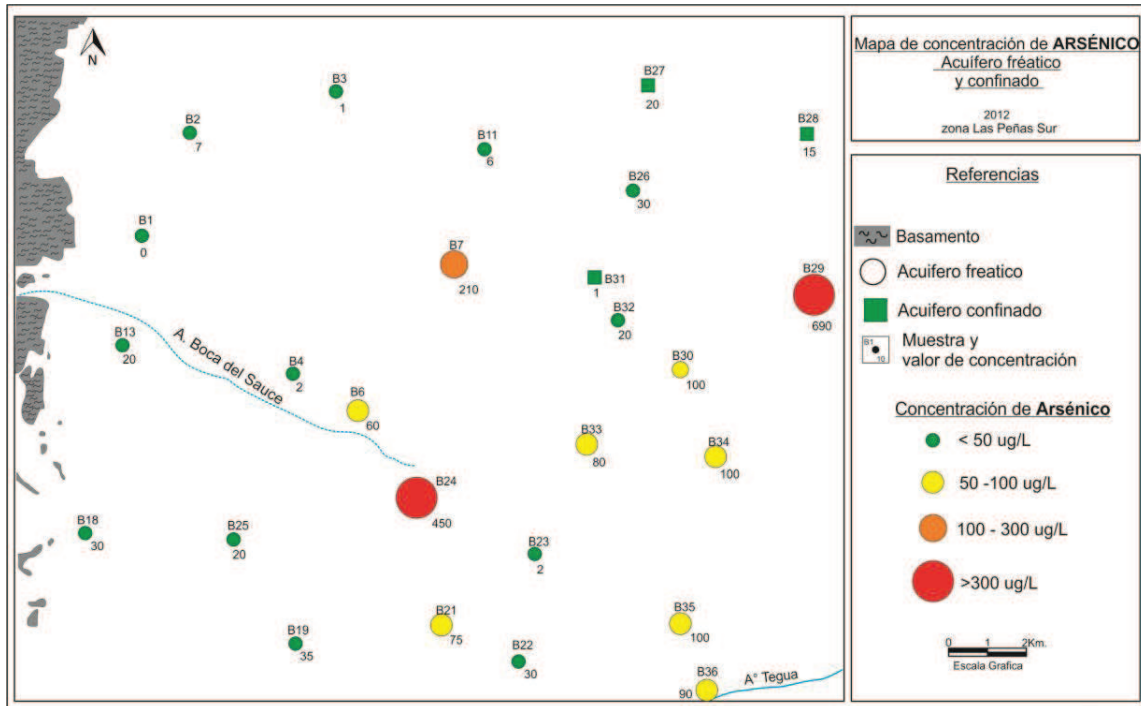 N
B3
1
B27
20
B2
7
B11
6
B28
15
B26
30
B1
0
B7
210
B31
1
B29
690
B32
20
B13
20
A. Boca del Sauce
B4
2
B30
100
B6
60
B33
80
B34
100
B24
450
B18
30
B25
20
B23
2
B21
75
B35
100
B19
35
B22
30
B36
90
A° Tegua
Mapa de concentración de ARSÉNICO
Acuífero fréatico
y confinado
2012
zona Las Peñas Sur
Referencias
Basamento
Acuifero freatico
Acuifero confinado
B1
10
Muestra y
valor de concentración
Concentración de Arsénico
< 50 ug/L
50 -100 ug/L
100 - 300 ug/L
>300 ug/L
0 1 2Km.
Escala Grafica